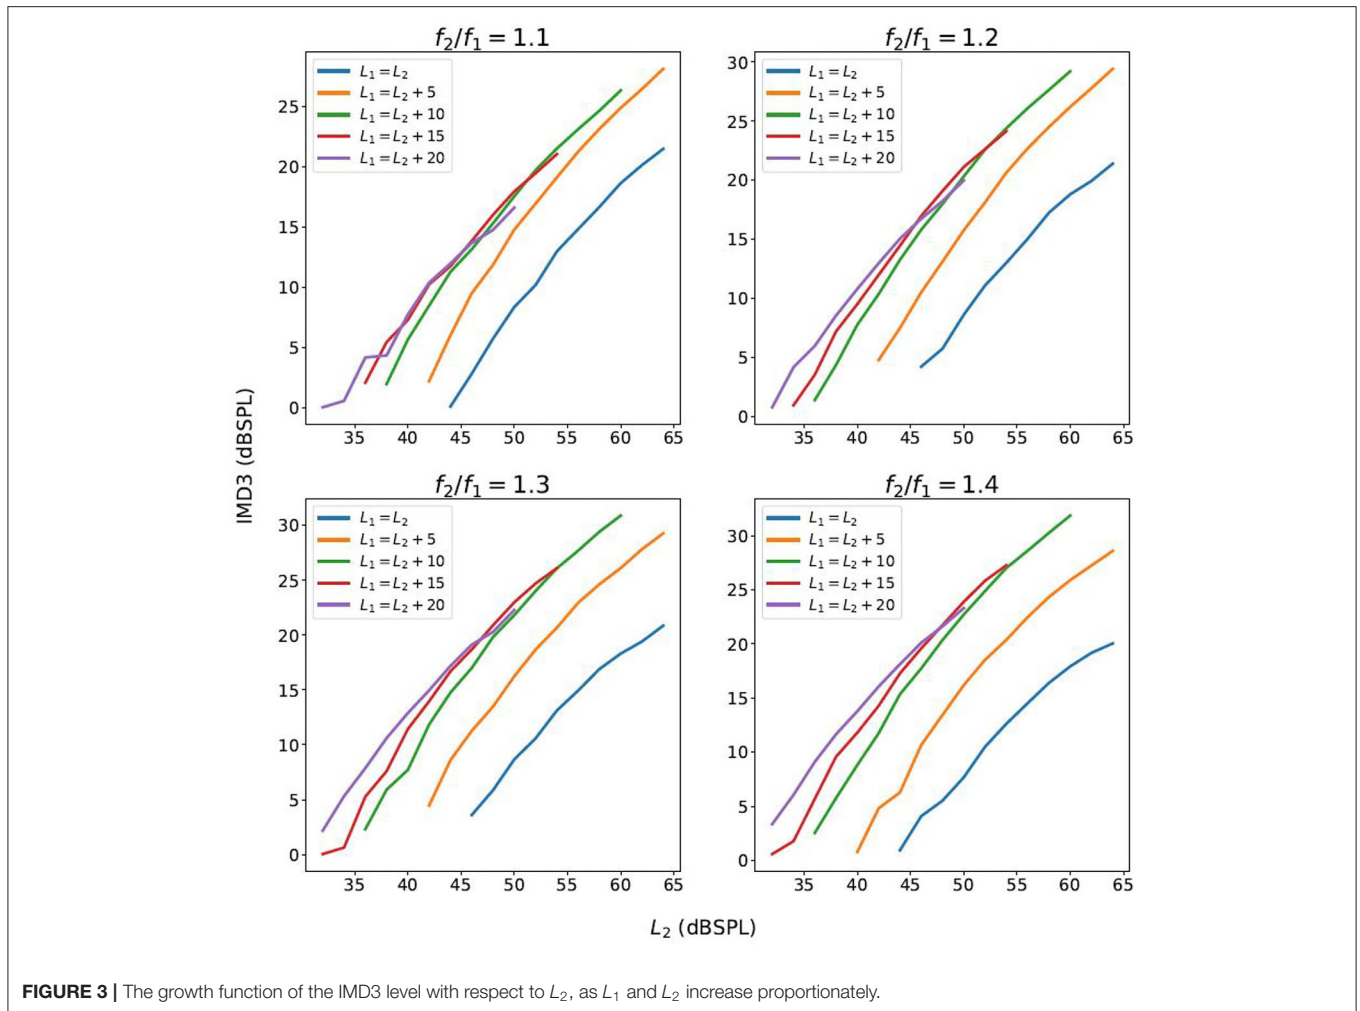 f₂/f₁ = 1.1
L₁ = L₂
L₁ = L₂ + 5
L₁ = L₂ + 10
L₁ = L₂ + 15
L₁ = L₂ + 20
25
20
15
10
5
0
35 40 45 50 55 60 65
f₂/f₁ = 1.2
L₁ = L₂
L₁ = L₂ + 5
L₁ = L₂ + 10
L₁ = L₂ + 15
L₁ = L₂ + 20
30
25
20
15
10
5
0
35 40 45 50 55 60 65
IMD3 (dBSPL)
f₂/f₁ = 1.3
L₁ = L₂
L₁ = L₂ + 5
L₁ = L₂ + 10
L₁ = L₂ + 15
L₁ = L₂ + 20
30
25
20
15
10
5
0
35 40 45 50 55 60 65
f₂/f₁ = 1.4
L₁ = L₂
L₁ = L₂ + 5
L₁ = L₂ + 10
L₁ = L₂ + 15
L₁ = L₂ + 20
30
25
20
15
10
5
0
35 40 45 50 55 60 65
L₂ (dBSPL)
FIGURE 3 | The growth function of the IMD3 level with respect to L₂, as L₁ and L₂ increase proportionately.